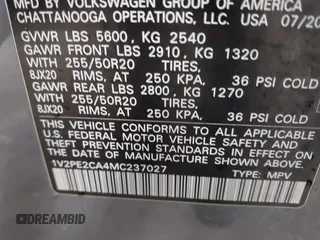 MFD BY VOLKSWAGEN GROUP OF AMERICA
CHATTANOOGA OPERATIONS, LLC. USA 07/20
GVWR LBS 5600, KG 2540
GAWR FRONT LBS 2910, KG 1320
WITH 255/50R20 TIRES,
8JX20 RIMS, AT 250 KPA, 36 PSI COLD
GAWR REAR LBS 2800, KG 1270
WITH 255/50R20 TIRES,
8JX20 RIMS, AT 250 KPA, 36 PSI COLD
THIS VEHICLE CONFORMS TO ALL APPLICABLE
U.S. FEDERAL MOTOR VEHICLE SAFETY
STANDARDS IN EFFECT ON THE DATE OF
MANUFACTURE SHOWN ABOVE.
1V2PE2CA4MC237027 TYPE: MPV
DREAMBID